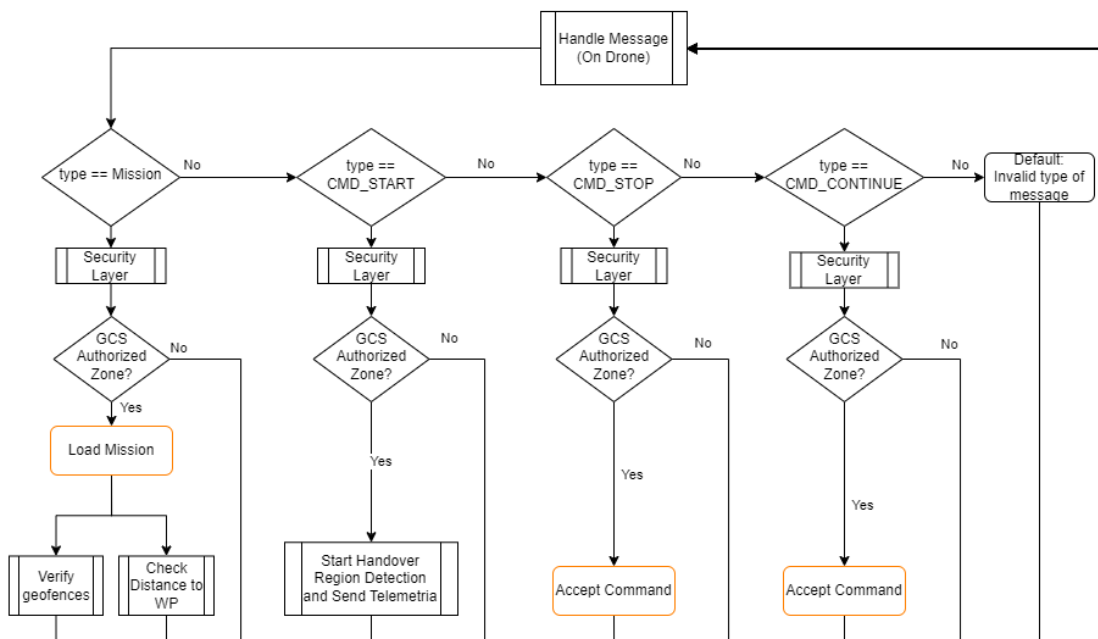 Handle Message
(On Drone)
type == Mission
No
type ==
CMD_START
No
type ==
CMD_STOP
No
type ==
CMD_CONTINUE
No
Default:
Invalid type of
message
Security
Layer
Security
Layer
Security
Layer
Security
Layer
GCS
Authorized
Zone?
No
GCS
Authorized
Zone?
No
GCS
Authorized
Zone?
No
GCS
Authorized
Zone?
No
Yes
Load Mission
Yes
Yes
Yes
Verify
geofences
Check
Distance to
WP
Start Handover
Region Detection
and Send Telemetria
Accept Command
Accept Command